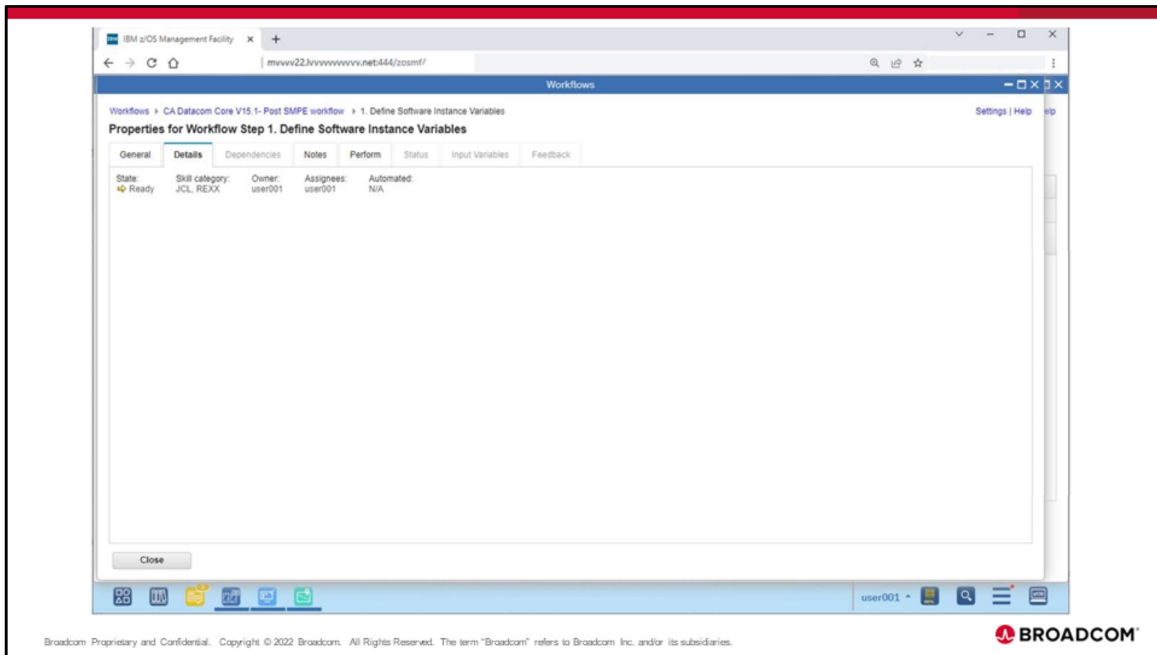 IBM z/OS Management Facility
mvvvv22.lvvvvvvvvvv.net:444/zosmf/
Workflows
Workflows CA Datacom Core V15.1- Post SMPE workflow 1. Define Software Instance Variables
Settings | Help
elp
Properties for Workflow Step 1. Define Software Instance Variables
General Details Dependencies Notes Perform Status Input Variables Feedback
State: Skill category: Owner: Assignees: Automated:
Ready JCL, REXX user001 user001 N/A
Close
user001
Broadcom Proprietary and Confidential. Copyright © 2022 Broadcom. All Rights Reserved. The term “Broadcom” refers to Broadcom Inc. and/or its subsidiaries.
BROADCOM